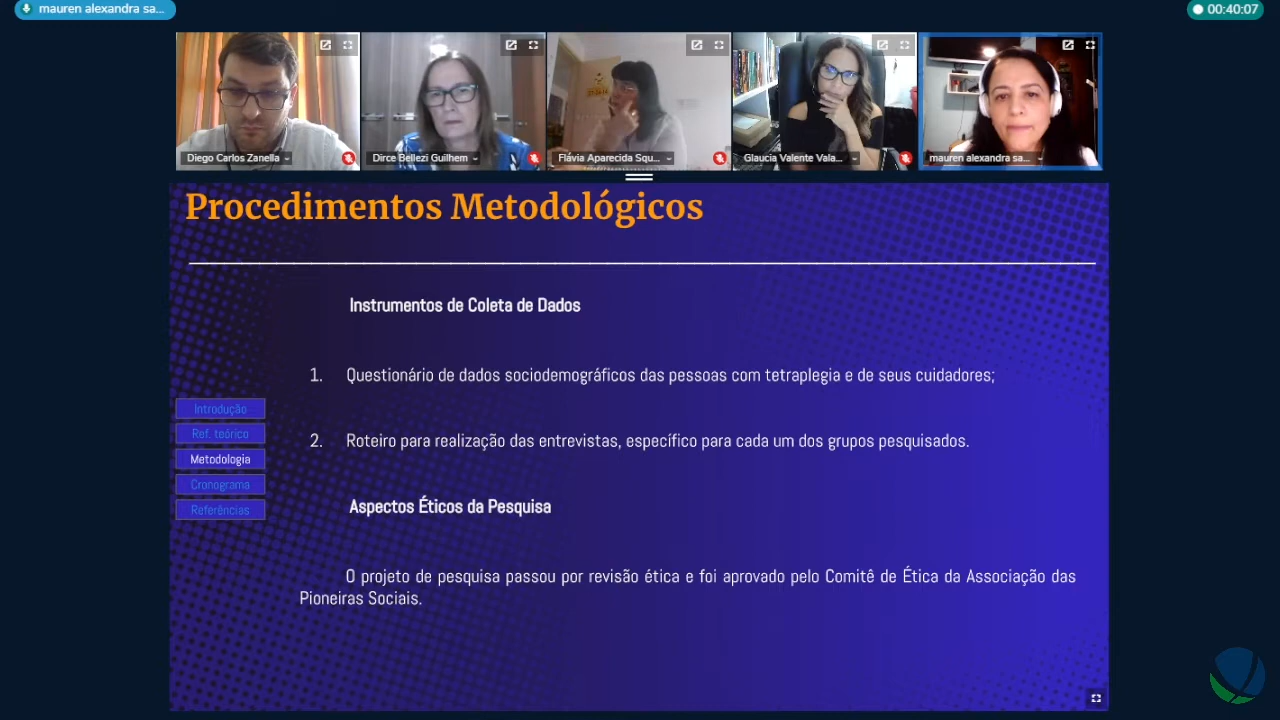 mauren alexandra sa...
00:40:07
Diego Carlos Zanella
Dirce Bellezi Guilhem
Flávia Aparecida Squ...
Glaucia Valente Vala...
mauren alexandra sa...
Procedimentos Metodológicos
Instrumentos de Coleta de Dados
1. Questionário de dados sociodemográficos das pessoas com tetraplegia e de seus cuidadores;
2. Roteiro para realização das entrevistas, específico para cada um dos grupos pesquisados.
Introdução
Ref. teórico
Metodologia
Cronograma
Referências
Aspectos Éticos da Pesquisa
O projeto de pesquisa passou por revisão ética e foi aprovado pelo Comitê de Ética da Associação das
Pioneiras Sociais.